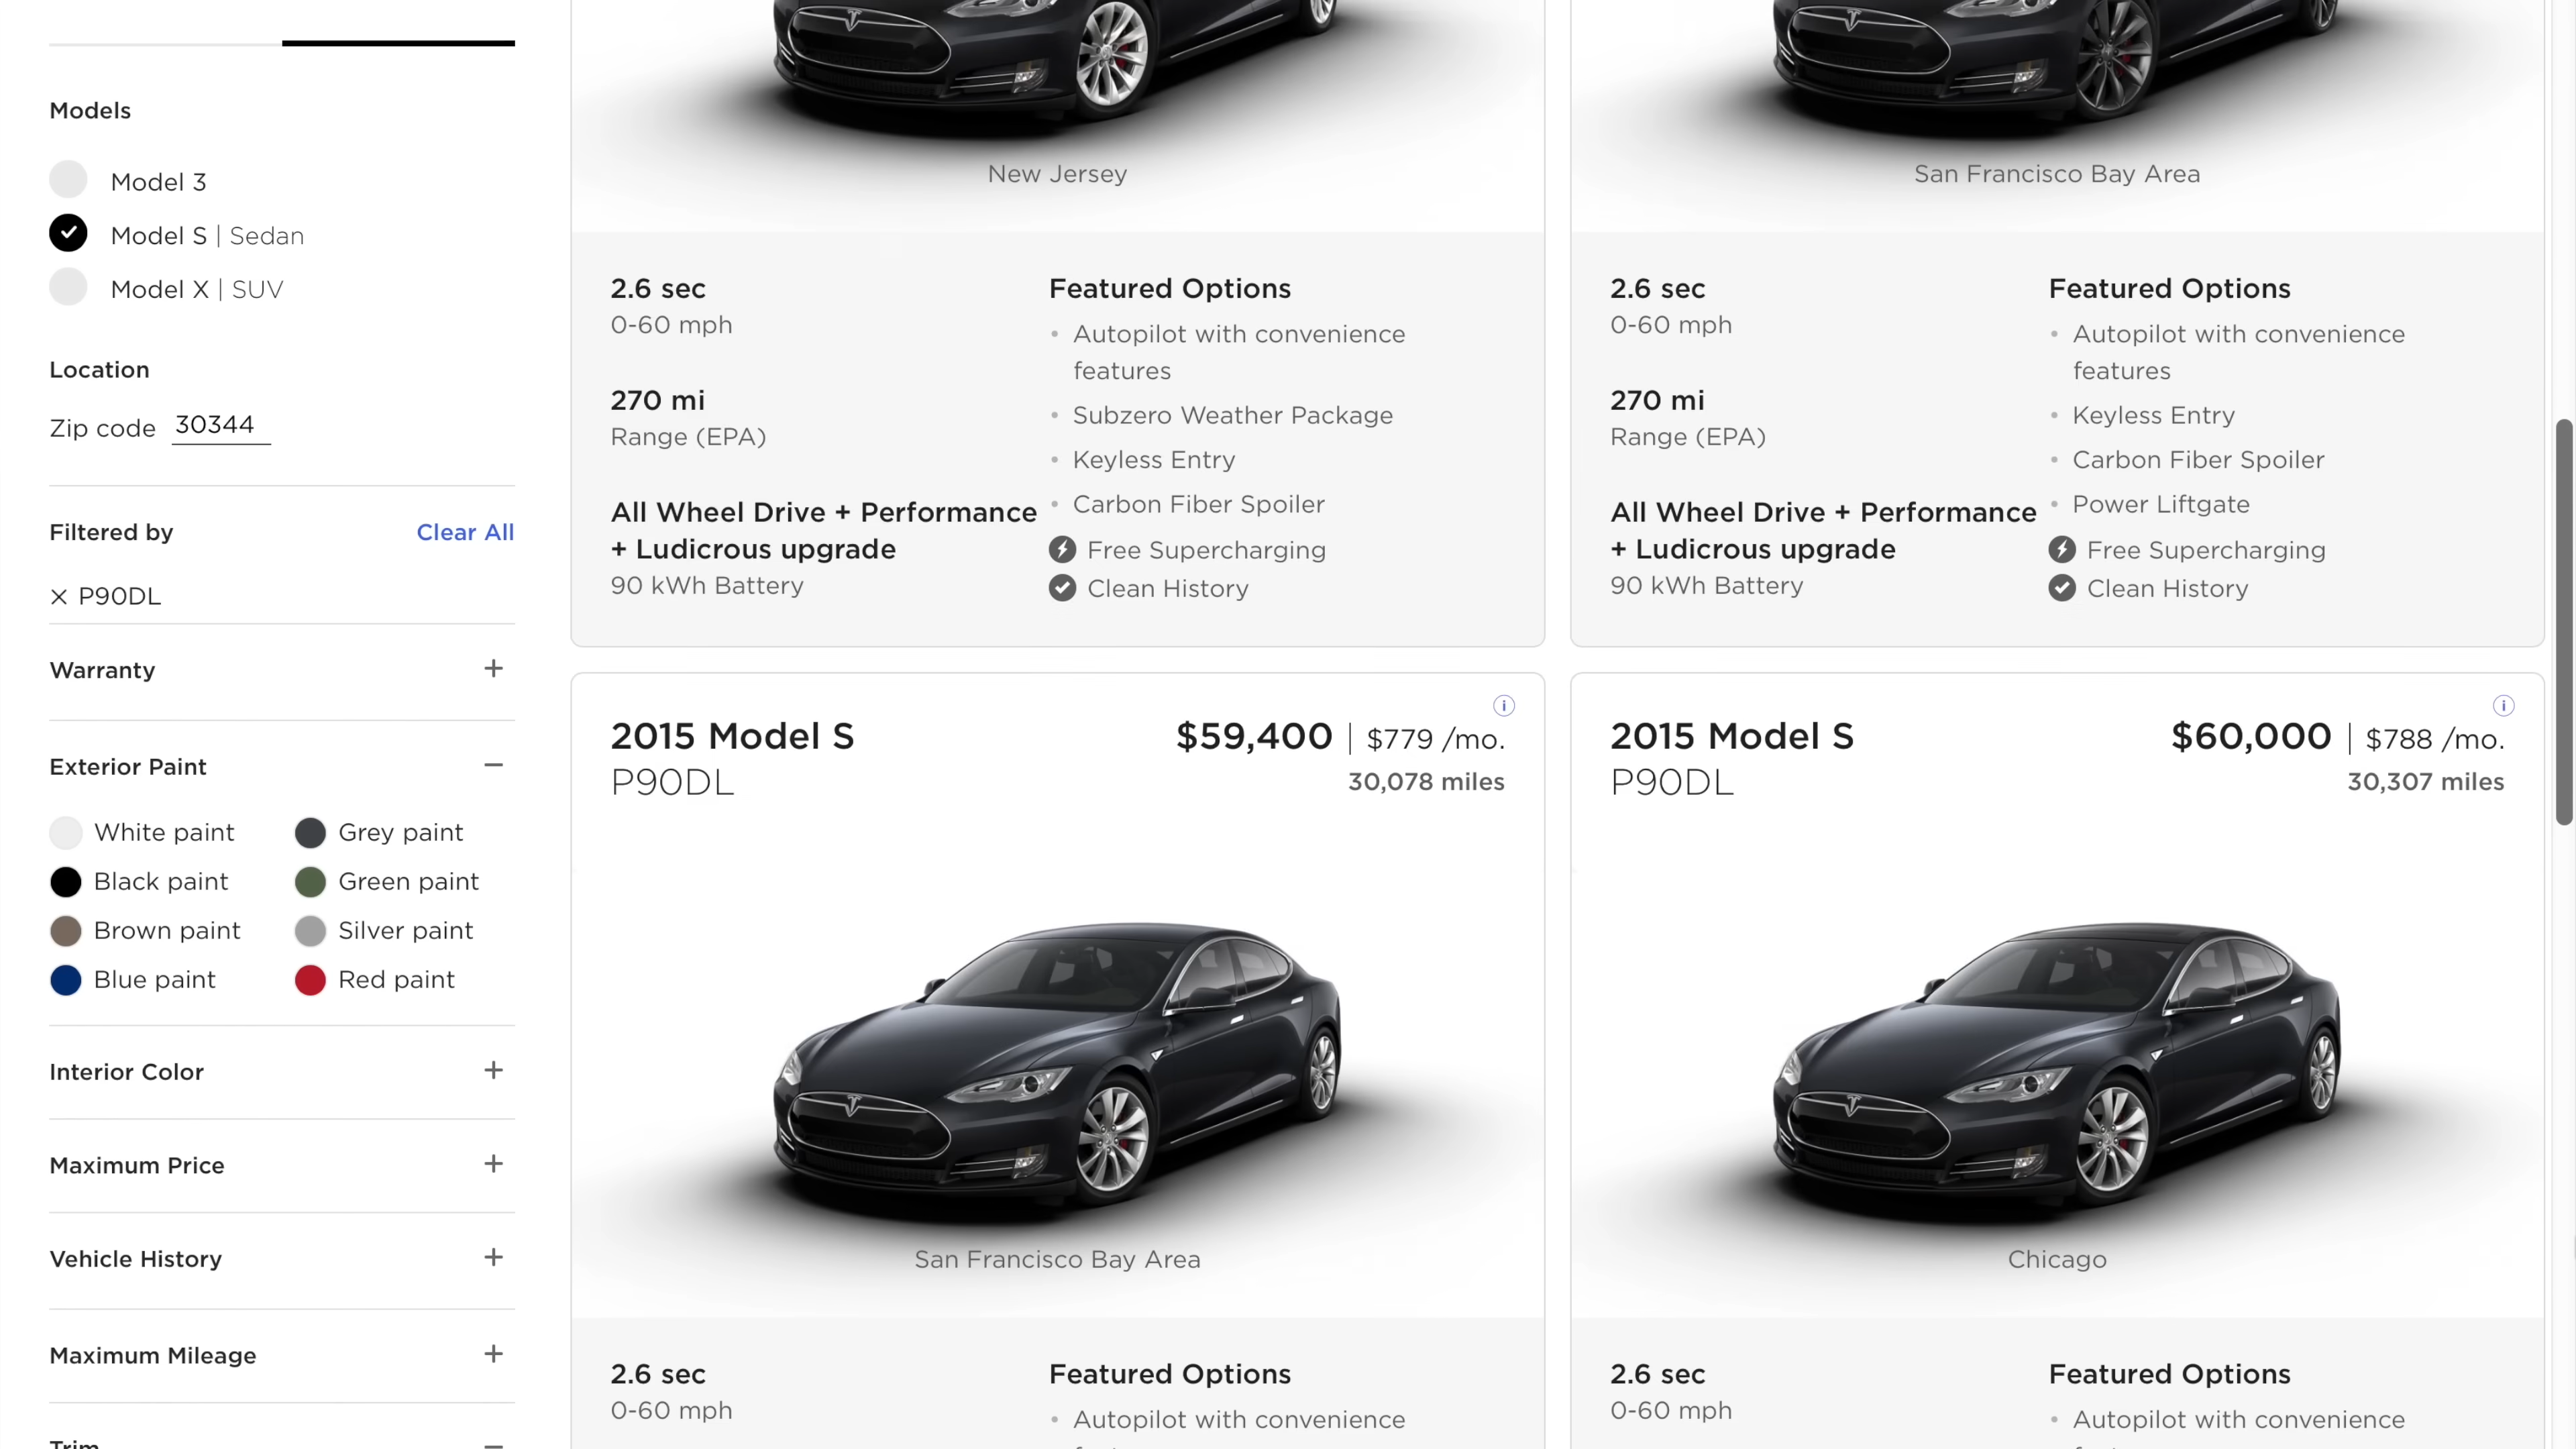 Models
Model 3
Model S | Sedan
Model X | SUV
Location
Zip code 30344
Filtered by Clear All
× P90DL
Warranty +
Exterior Paint −
White paint Grey paint
Black paint Green paint
Brown paint Silver paint
Blue paint Red paint
Interior Color +
Maximum Price +
Vehicle History +
Maximum Mileage +
Trim −
New Jersey
2.6 sec
0-60 mph
270 mi
Range (EPA)
All Wheel Drive + Performance
+ Ludicrous upgrade
90 kWh Battery
Featured Options
• Autopilot with convenience
features
• Subzero Weather Package
• Keyless Entry
• Carbon Fiber Spoiler
Free Supercharging
Clean History
San Francisco Bay Area
2.6 sec
0-60 mph
270 mi
Range (EPA)
All Wheel Drive + Performance
+ Ludicrous upgrade
90 kWh Battery
Featured Options
• Autopilot with convenience
features
• Keyless Entry
• Carbon Fiber Spoiler
• Power Liftgate
Free Supercharging
Clean History
2015 Model S
P90DL
$59,400 | $779 /mo.
30,078 miles
San Francisco Bay Area
2.6 sec
0-60 mph
Featured Options
• Autopilot with convenience
2015 Model S
P90DL
$60,000 | $788 /mo.
30,307 miles
Chicago
2.6 sec
0-60 mph
Featured Options
• Autopilot with convenience